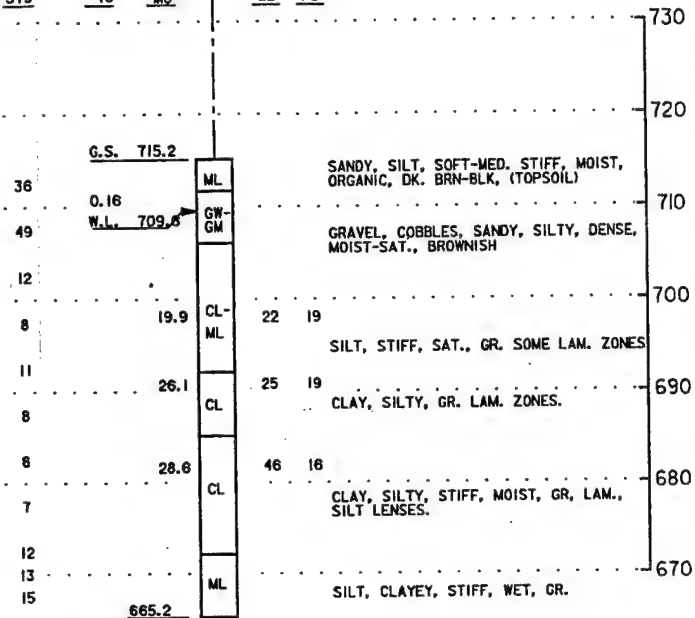 730
720
G.S. 715.2
ML
SANDY, SILT, SOFT-MED. STIFF, MOIST,
ORGANIC, DK. BRN-BLK, (TOPSOIL)
36
710
0.16
W.L. 709.6
GW-
GM
49
GRAVEL, COBBLES, SANDY, SILTY, DENSE,
MOIST-SAT., BROWNISH
12
700
8
19.9
CL-
ML
22 19
SILT, STIFF, SAT., GR. SOME LAM. ZONES
11
690
26.1
CL
25 19
CLAY, SILTY, GR. LAM. ZONES.
8
6
28.6
CL
46 16
680
CLAY, SILTY, STIFF, MOIST, GR, LAM.,
SILT LENSES.
7
12
670
13
ML
15
SILT, CLAYEY, STIFF, WET, GR.
665.2